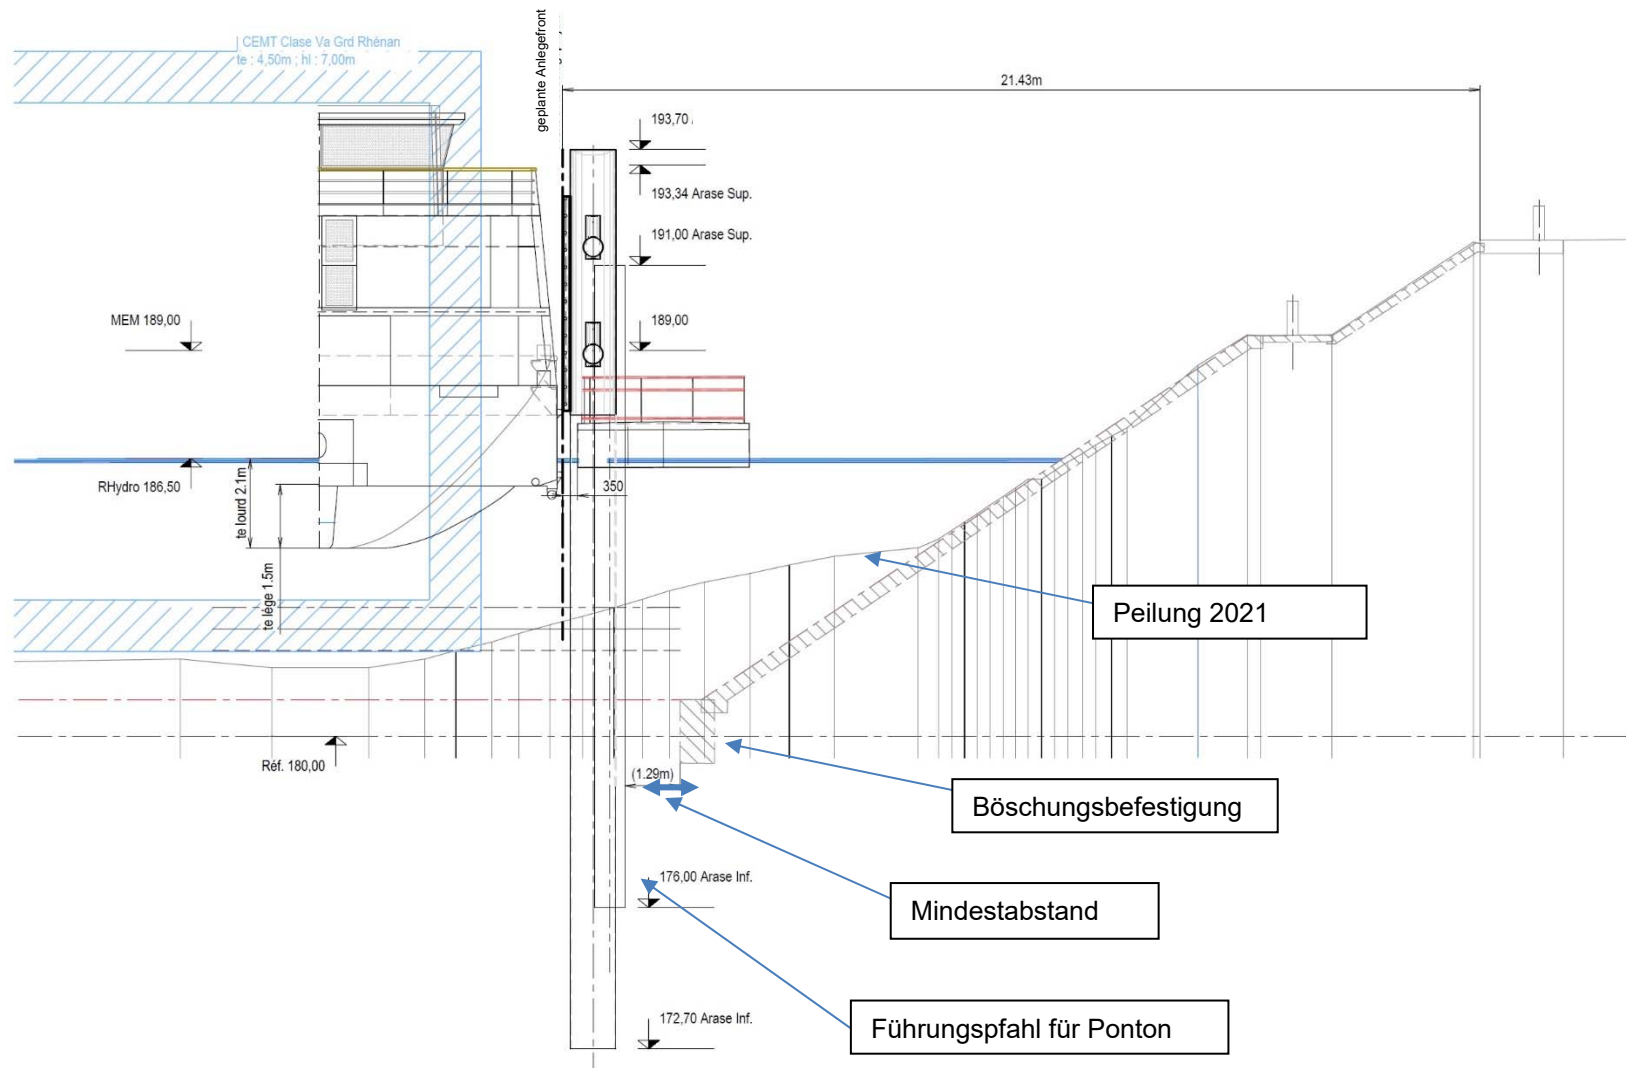 CEMT Clase Va Grd Rhénan
te : 4,50m ; hl : 7,00m
geplante Anlegefront
21.43m
193,70
193,34 Arase Sup.
191,00 Arase Sup.
MEM 189,00
189,00
RHydro 186,50
te lourd 2.1m
350
te lége 1.5m
Peilung 2021
Réf. 180,00
(1.29m)
Böschungsbefestigung
176,00 Arase Inf.
Mindestabstand
172,70 Arase Inf.
Führungspfahl für Ponton